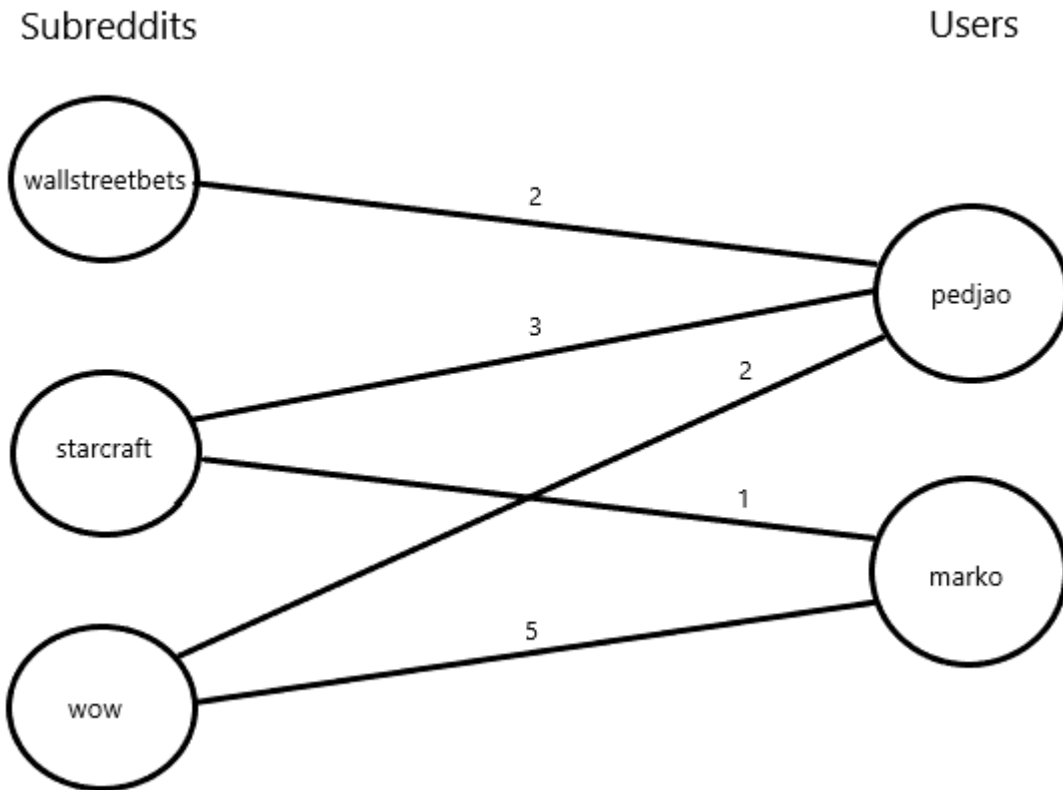 Subreddits
Users
wallstreetbets
2
pedjao
3
2
starcraft
1
marko
5
wow